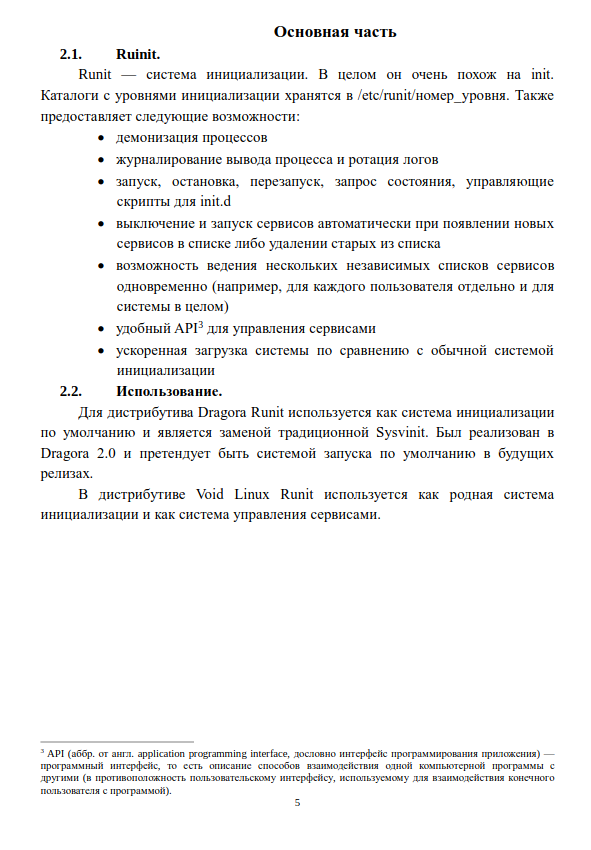 Основная часть
2.1. Ruinit.
Runit — система инициализации. В целом он очень похож на init.
Каталоги с уровнями инициализации хранятся в /etc/runit/номер_уровня. Также
предоставляет следующие возможности:
• демонизация процессов
• журналирование вывода процесса и ротация логов
• запуск, остановка, перезапуск, запрос состояния, управляющие
скрипты для init.d
• выключение и запуск сервисов автоматически при появлении новых
сервисов в списке либо удалении старых из списка
• возможность ведения нескольких независимых списков сервисов
одновременно (например, для каждого пользователя отдельно и для
системы в целом)
• удобный API³ для управления сервисами
• ускоренная загрузка системы по сравнению с обычной системой
инициализации
2.2. Использование.
Для дистрибутива Dragora Runit используется как система инициализации
по умолчанию и является заменой традиционной Sysvinit. Был реализован в
Dragora 2.0 и претендует быть системой запуска по умолчанию в будущих
релизах.
В дистрибутиве Void Linux Runit используется как родная система
инициализации и как система управления сервисами.
³ API (аббр. от англ. application programming interface, дословно интерфейс программирования приложения) —
программный интерфейс, то есть описание способов взаимодействия одной компьютерной программы с
другими (в противоположность пользовательскому интерфейсу, используемому для взаимодействия конечного
пользователя с программой).
5